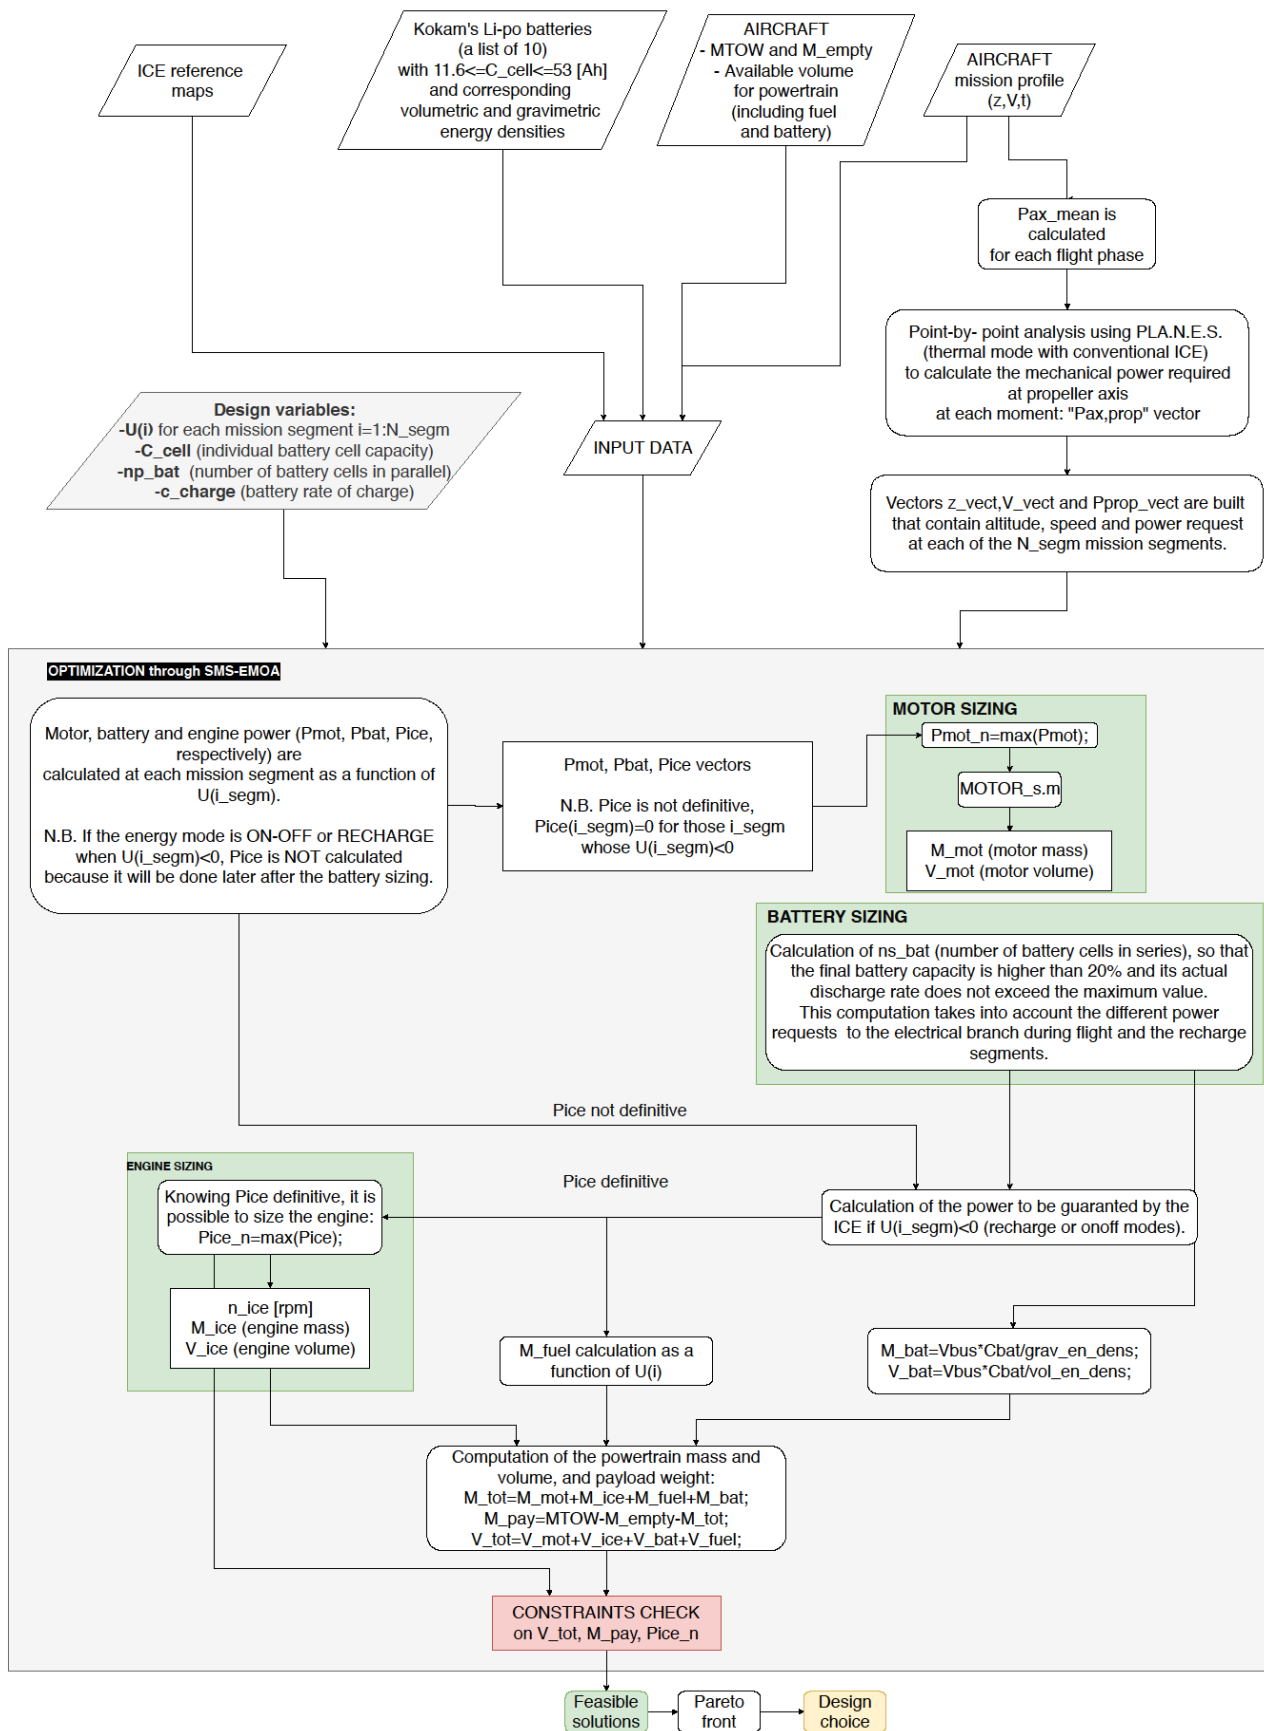 ICE reference
maps
Kokam's Li-po batteries
(a list of 10)
with 11.6<=C_cell<=53 [Ah]
and corresponding
volumetric and gravimetric
energy densities
AIRCRAFT
- MTOW and M_empty
- Available volume
for powertrain
(including fuel
and battery)
AIRCRAFT
mission profile
(z,V,t)
Pax_mean is
calculated
for each flight phase
Point-by- point analysis using PLA.N.E.S.
(thermal mode with conventional ICE)
to calculate the mechanical power required
at propeller axis
at each moment: "Pax,prop" vector
Design variables:
-U(i) for each mission segment i=1:N_segm
-C_cell (individual battery cell capacity)
-np_bat (number of battery cells in parallel)
-c_charge (battery rate of charge)
INPUT DATA
Vectors z_vect,V_vect and Pprop_vect are built
that contain altitude, speed and power request
at each of the N_segm mission segments.
OPTIMIZATION through SMS-EMOA
Motor, battery and engine power (Pmot, Pbat, Pice,
respectively) are
calculated at each mission segment as a function of
U(i_segm).
N.B. If the energy mode is ON-OFF or RECHARGE
when U(i_segm)<0, Pice is NOT calculated
because it will be done later after the battery sizing.
Pmot, Pbat, Pice vectors
N.B. Pice is not definitive,
Pice(i_segm)=0 for those i_segm
whose U(i_segm)<0
MOTOR SIZING
Pmot_n=max(Pmot);
MOTOR_s.m
M_mot (motor mass)
V_mot (motor volume)
BATTERY SIZING
Calculation of ns_bat (number of battery cells in series), so that
the final battery capacity is higher than 20% and its actual
discharge rate does not exceed the maximum value.
This computation takes into account the different power
requests to the electrical branch during flight and the recharge
segments.
Pice not definitive
ENGINE SIZING
Knowing Pice definitive, it is
possible to size the engine:
Pice_n=max(Pice);
n_ice [rpm]
M_ice (engine mass)
V_ice (engine volume)
Pice definitive
Calculation of the power to be guaranted by the
ICE if U(i_segm)<0 (recharge or onoff modes).
M_fuel calculation as a
function of U(i)
M_bat=Vbus*Cbat/grav_en_dens;
V_bat=Vbus*Cbat/vol_en_dens;
Computation of the powertrain mass and
volume, and payload weight:
M_tot=M_mot+M_ice+M_fuel+M_bat;
M_pay=MTOW-M_empty-M_tot;
V_tot=V_mot+V_ice+V_bat+V_fuel;
CONSTRAINTS CHECK
on V_tot, M_pay, Pice_n
Feasible
solutions
Pareto
front
Design
choice